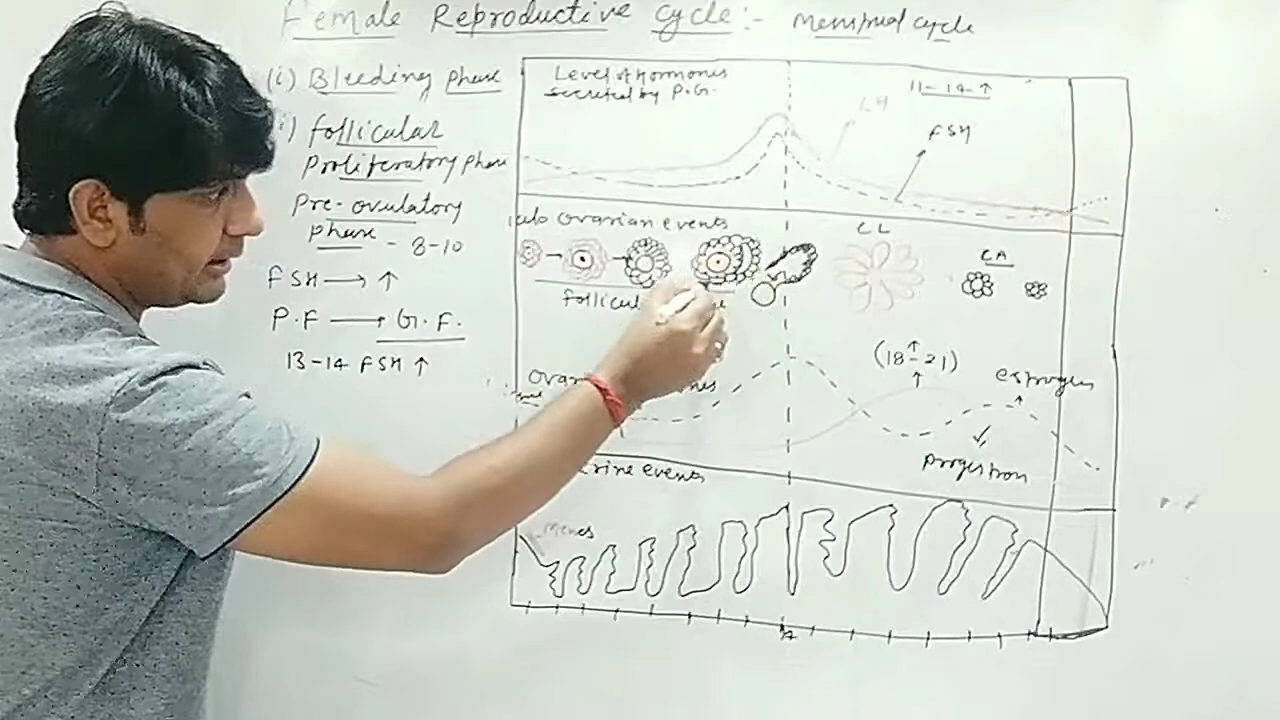 Female Reproductive cycle:- Menstrual cycle
(i) Bleeding phase
i) follicular
Proliferatory phase
Pre-ovulatory
phase - 8-10
FSH → ↑
P.F → G.F.
13-14 FSH ↑
Level of hormones
secreted by P.G.
11-14-↑
LH
FSH
ovarian events
CL
CA
(18-21)
estrogen
progestron
events
Menes